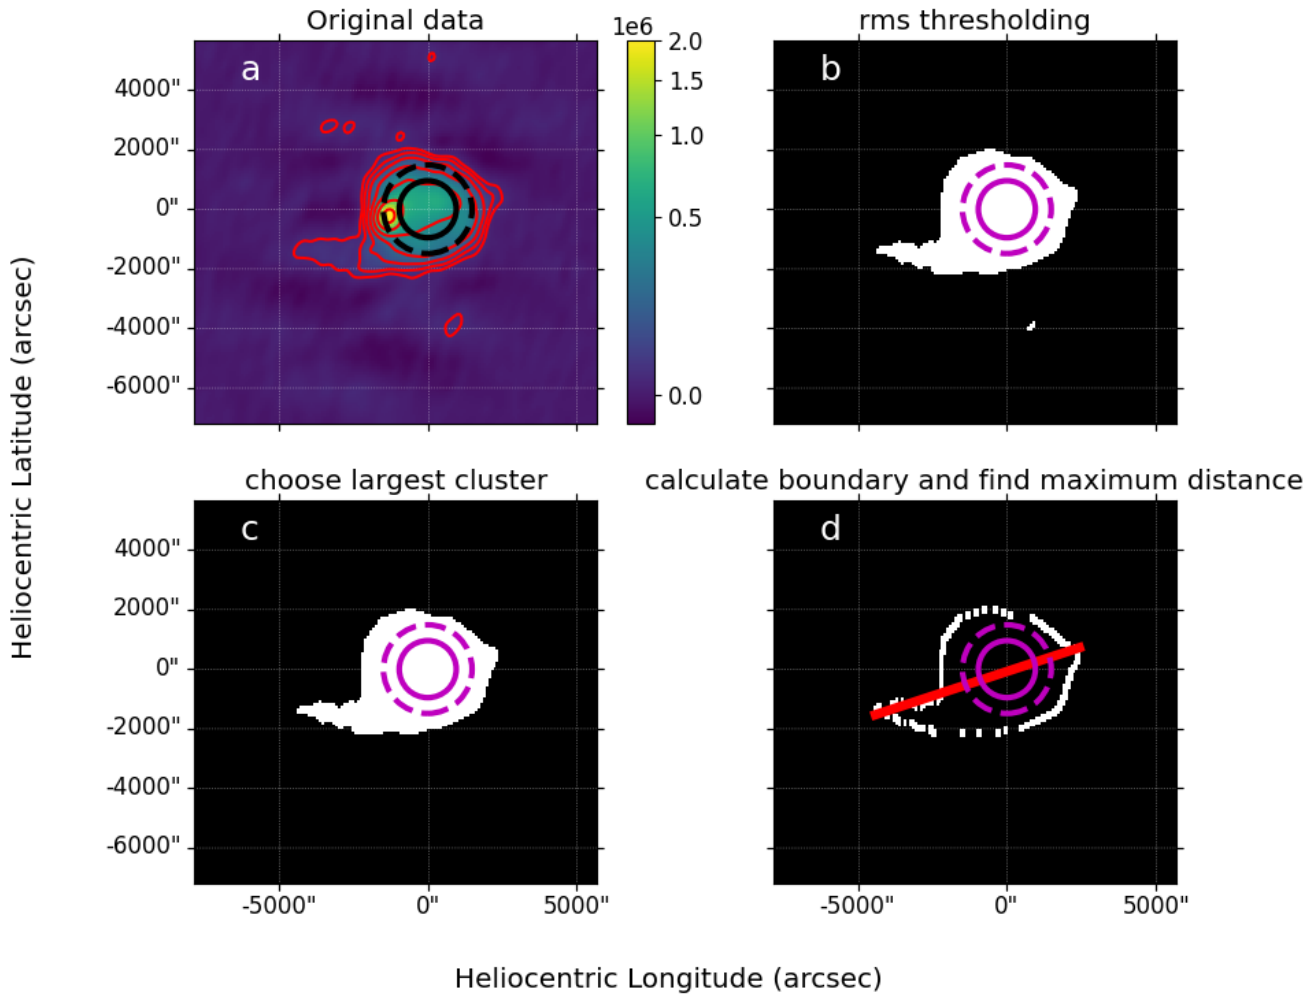 Original data
rms thresholding
1e6
a
b
4000"
2000"
0"
-2000"
-4000"
-6000"
2.0
1.5
1.0
0.5
0.0
Heliocentric Latitude (arcsec)
choose largest cluster
calculate boundary and find maximum distance
c
d
4000"
2000"
0"
-2000"
-4000"
-6000"
-5000" 0" 5000"
-5000" 0" 5000"
Heliocentric Longitude (arcsec)